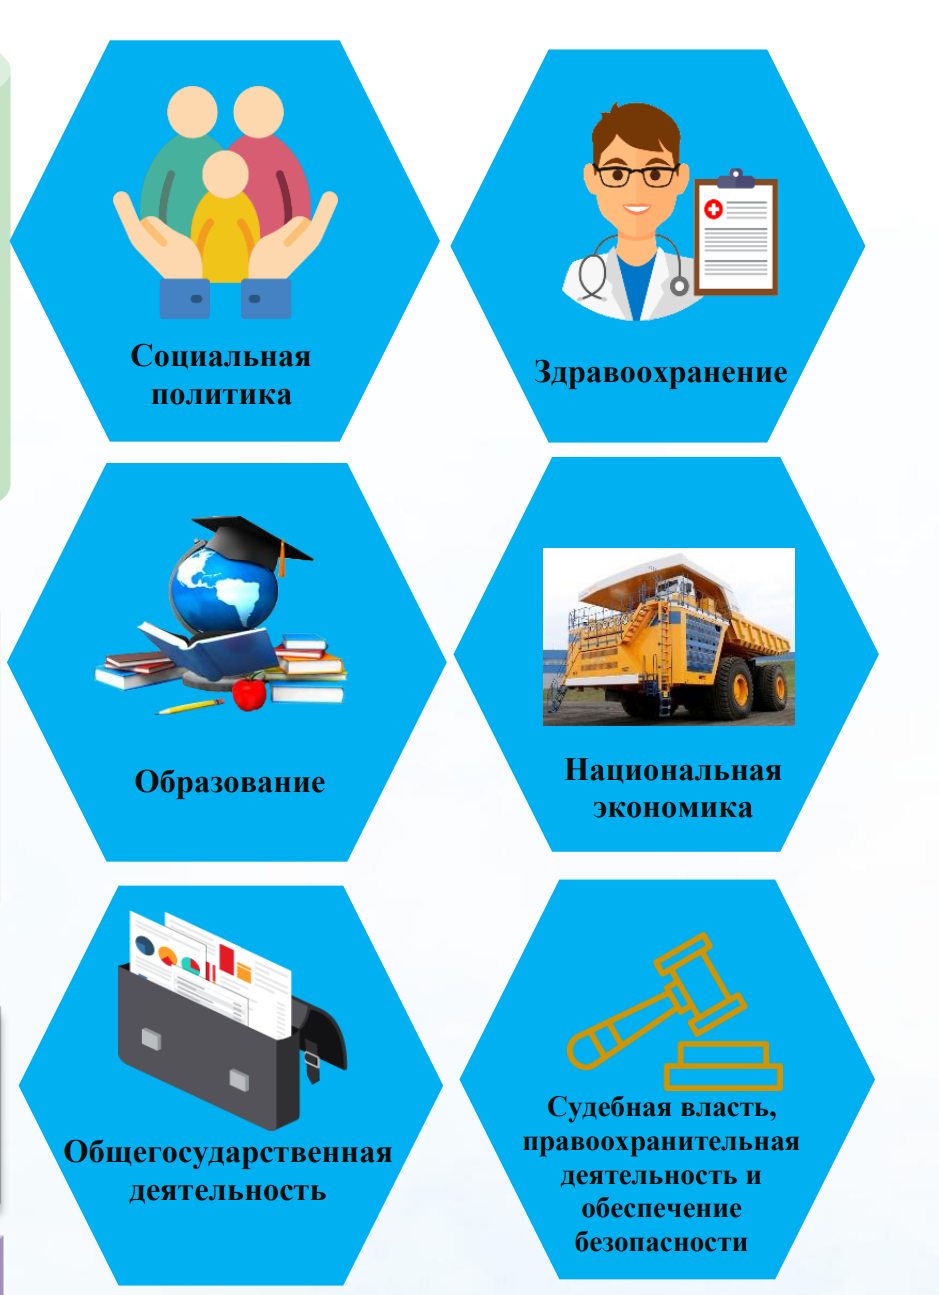 Социальная
политика
Здравоохранение
Образование
Национальная
экономика
Общегосударственная
деятельность
Судебная власть,
правоохранительная
деятельность и
обеспечение
безопасности